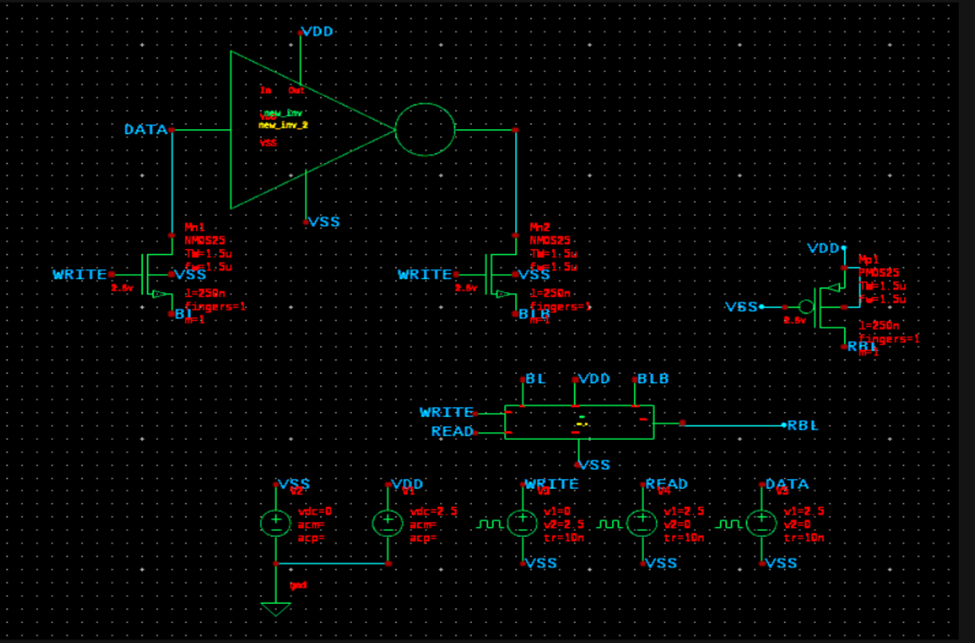 VDD
In Out
new_inv
DATA
new_inv_2
VSS
VSS
Mn1
NMOS25
TW=1.5u
fw=1.5u
WRITE
VSS
2.5v
l=250n
fingers=1
BL
m=1
Mn2
NMOS25
TW=1.5u
fw=1.5u
WRITE
VSS
2.5v
l=250n
fingers=1
BLB
m=1
VDD
Mp1
PMOS25
TW=1.5u
fw=1.5u
VSS
l=250n
fingers=1
RBL
m=1
BL VDD BLB
WRITE
READ
RBL
VSS
VSS
V2
vdc=0
acm=
acp=
gnd
VDD
V1
vdc=2.5
acm=
acp=
WRITE
v1=0
v2=2.5
tr=10n
VSS
READ
V4
v1=2.5
v2=0
tr=10n
VSS
DATA
v1=2.5
v2=0
tr=10n
VSS